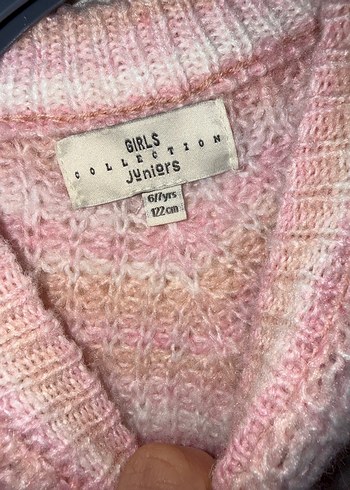 GIRLS
COLLECTION
Juniors
6/7yrs
122cm